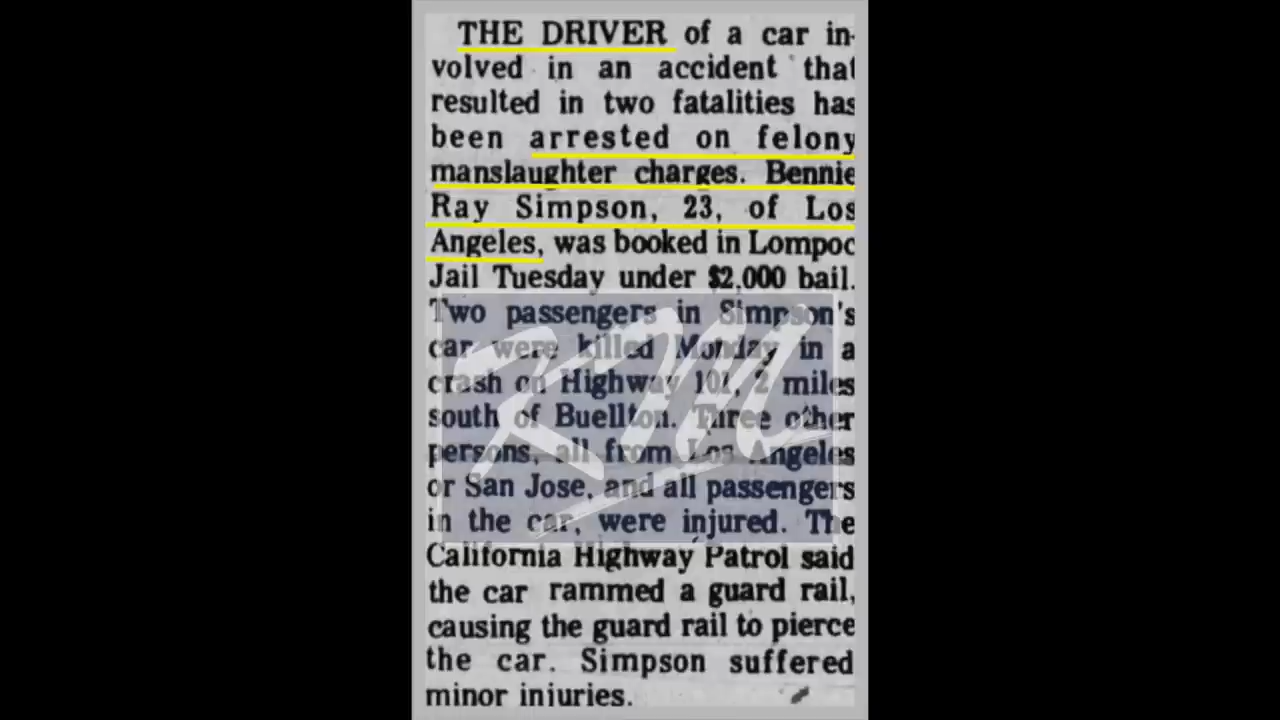 THE DRIVER of a car in-
volved in an accident that
resulted in two fatalities has
been arrested on felony
manslaughter charges. Bennie
Ray Simpson, 23, of Los
Angeles, was booked in Lompoc
Jail Tuesday under $2,000 bail.
Two passengers in Simpson's
car were killed Monday in a
crash on Highway 101, 2 miles
south of Buellton. Three other
persons, all from Los Angeles
or San Jose, and all passengers
in the car, were injured. The
California Highway Patrol said
the car rammed a guard rail,
causing the guard rail to pierce
the car. Simpson suffered
minor injuries.
RM